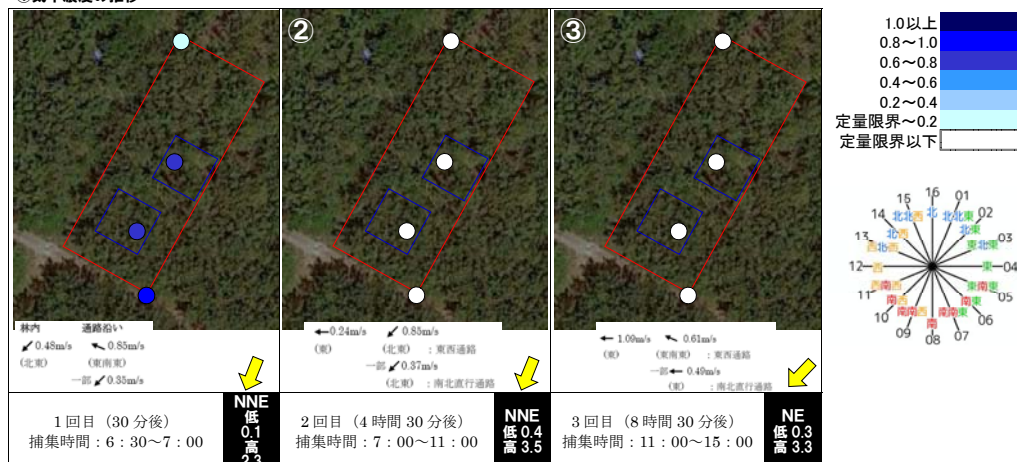 ②
③
林内 通路沿い
0.48m/s 0.85m/s
(北東) (東南東)
一部 0.35m/s
0.24m/s 0.85m/s
(東) (北東) ：東西通路
一部 0.37m/s
(北東) ：南北直行通路
1.09m/s 0.61m/s
(東) (東南東) ：東西通路
一部 0.49m/s
(東) ：南北直行通路
1回目（30分後）
捕集時間：6：30～7：00
NNE
低
0.1
高
2.3
2回目（4時間30分後）
捕集時間：7：00～11：00
NNE
低 0.4
高 3.5
3回目（8時間30分後）
捕集時間：11：00～15：00
NE
低 0.3
高 3.3
1.0以上
0.8～1.0
0.6～0.8
0.4～0.6
0.2～0.4
定量限界～0.2
定量限界以下
16 北
01 北北東
02 北東
03 東北東
04 東
05 東南東
06 南東
07 南南東
08 南
09 南南西
10 南西
11 西南西
12 西
13 西北西
14 北西
15 北北西